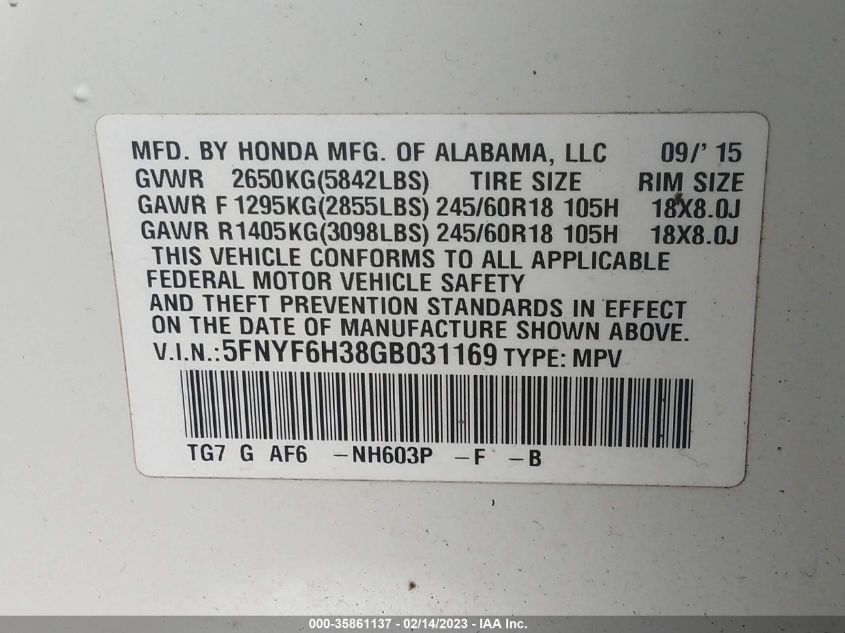 MFD. BY HONDA MFG. OF ALABAMA, LLC 09/' 15
GVWR 2650KG(5842LBS) TIRE SIZE RIM SIZE
GAWR F 1295KG(2855LBS) 245/60R18 105H 18X8.0J
GAWR R1405KG(3098LBS) 245/60R18 105H 18X8.0J
THIS VEHICLE CONFORMS TO ALL APPLICABLE
FEDERAL MOTOR VEHICLE SAFETY
AND THEFT PREVENTION STANDARDS IN EFFECT
ON THE DATE OF MANUFACTURE SHOWN ABOVE.
V.I.N.:5FNYF6H38GB031169 TYPE: MPV
TG7 G AF6 –NH603P –F –B
000-35861137 - 02/14/2023 - IAA Inc.